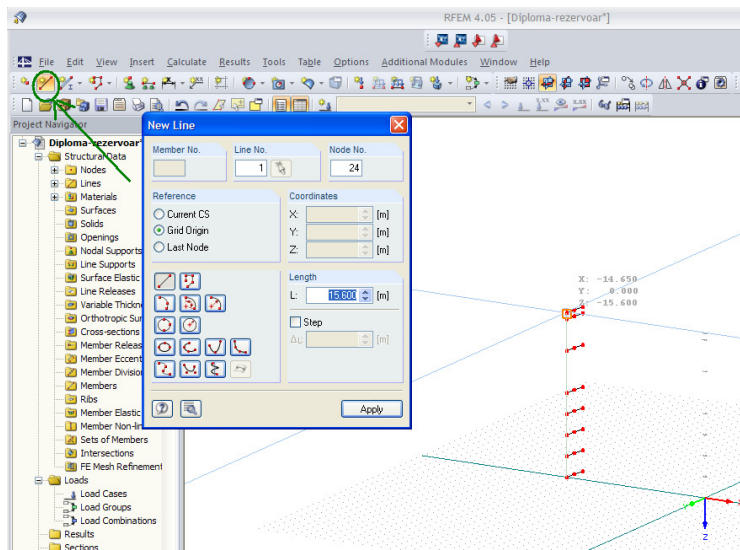 RFEM 4.05 - [Diploma-rezervoar*]
File Edit View Insert Calculate Results Tools Table Options Additional Modules Window Help
Project Navigator
Diploma-rezervoar*
Structural Data
Nodes
Lines
Materials
Surfaces
Solids
Openings
Nodal Supports
Line Supports
Surface Elastic
Line Releases
Variable Thickn
Orthotropic Sur
Cross-sections
Member Releas
Member Eccent
Member Division
Members
Ribs
Member Elastic
Member Non-lin
Sets of Members
Intersections
FE Mesh Refinement
Loads
Load Cases
Load Groups
Load Combinations
Results
Sections
New Line
Member No. Line No. Node No.
1 24
Reference Coordinates
Current CS X: [m]
Grid Origin Y: [m]
Last Node Z: [m]
Length
L: 15.600 [m]
Step
ΔL: [m]
Apply
X: -14.650
Y: 0.000
Z: -15.600
Z